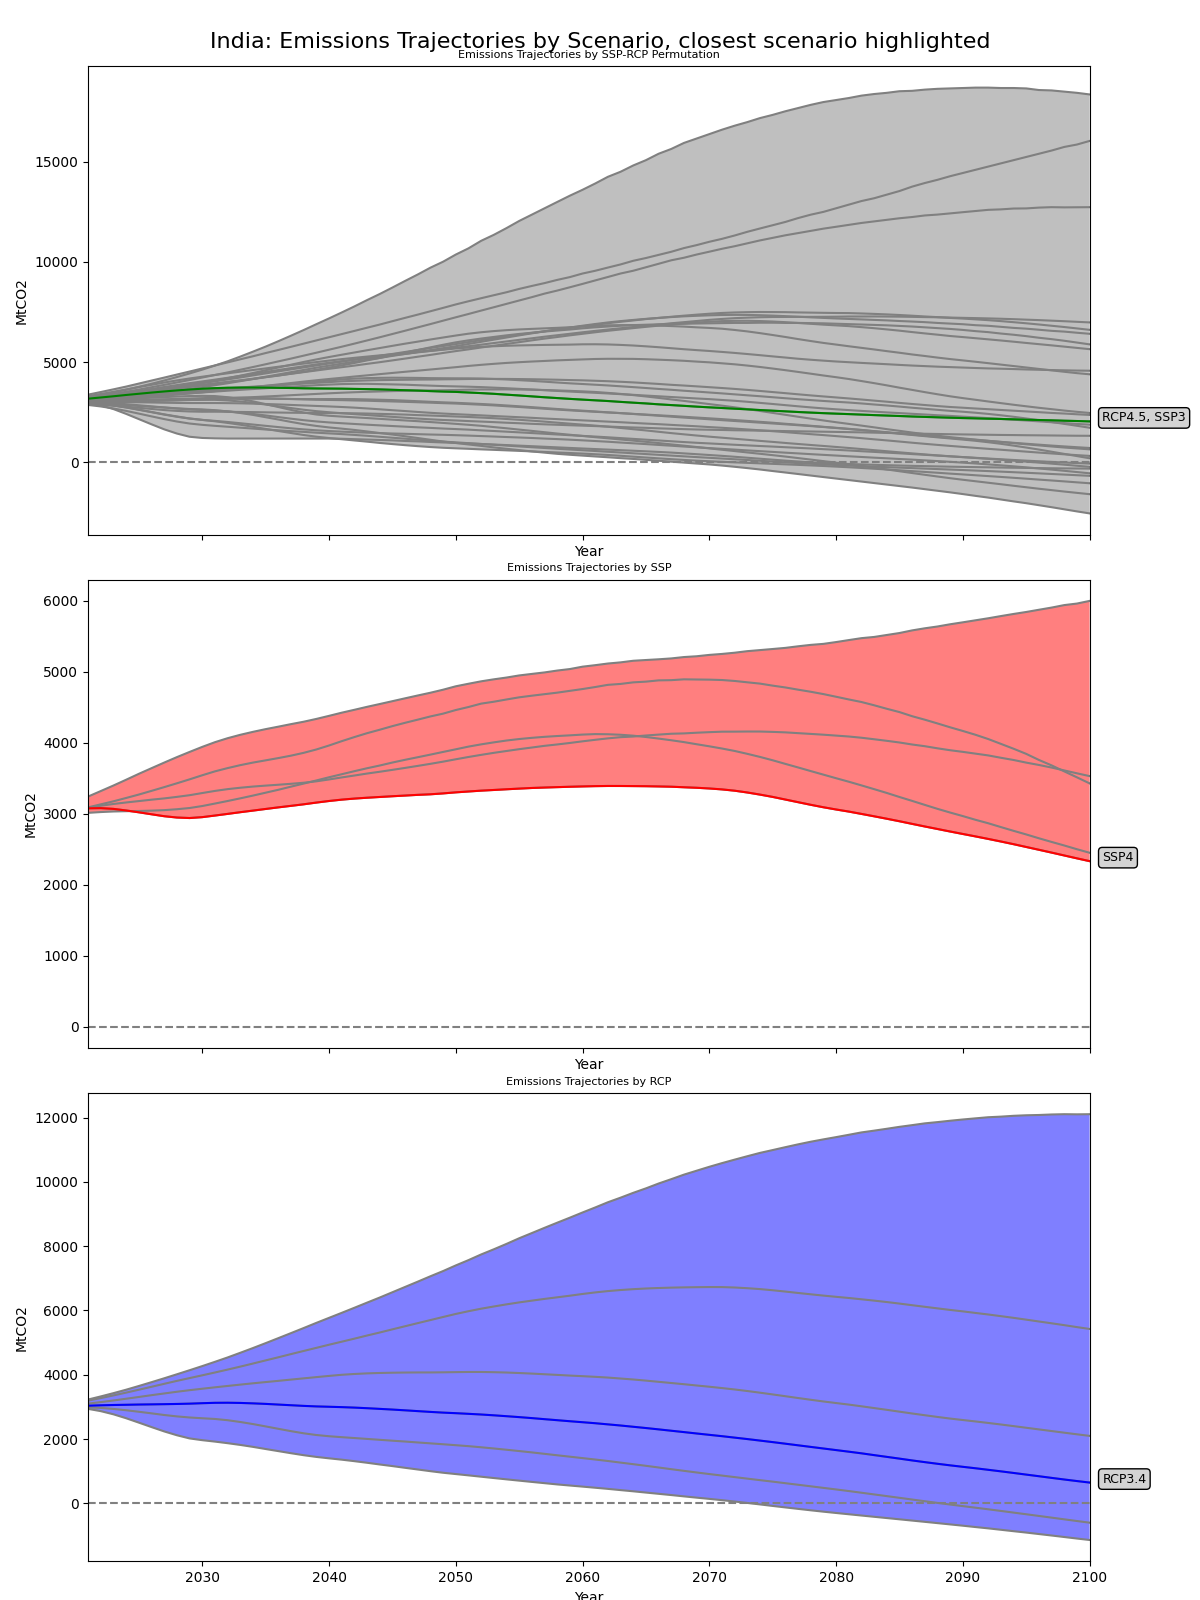 India: Emissions Trajectories by Scenario, closest scenario highlighted
Emissions Trajectories by SSP-RCP Permutation
15000
10000
5000
0
MtCO2
RCP4.5, SSP3
Year
Emissions Trajectories by SSP
6000
5000
4000
3000
2000
1000
0
MtCO2
SSP4
Year
Emissions Trajectories by RCP
12000
10000
8000
6000
4000
2000
0
MtCO2
RCP3.4
2030 2040 2050 2060 2070 2080 2090 2100
Year